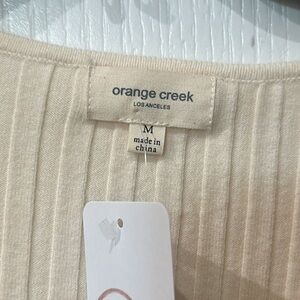 orange creek
LOS ANGELES
M
made in
china